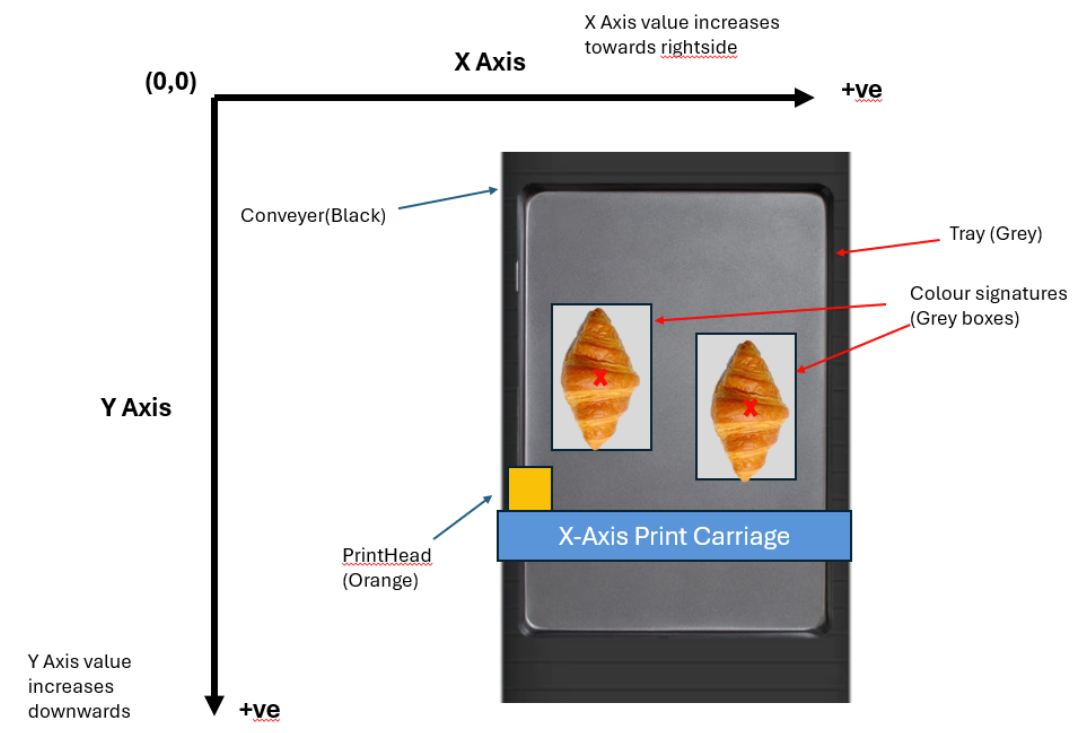 X Axis value increases
towards rightside
X Axis
(0,0)
+ve
Conveyer(Black)
Tray (Grey)
Colour signatures
(Grey boxes)
Y Axis
X-Axis Print Carriage
PrintHead
(Orange)
Y Axis value
increases
downwards
+ve